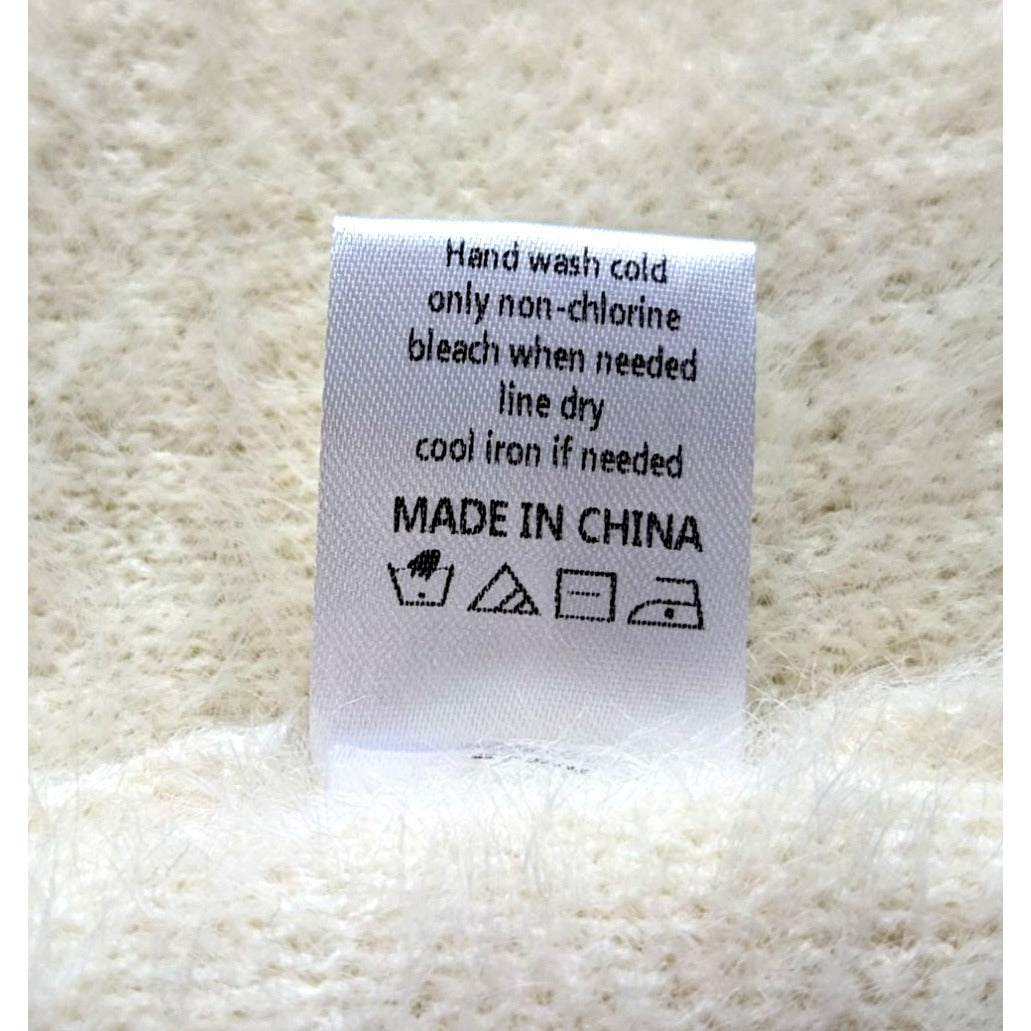 Hand wash cold
only non-chlorine
bleach when needed
line dry
cool iron if needed
MADE IN CHINA